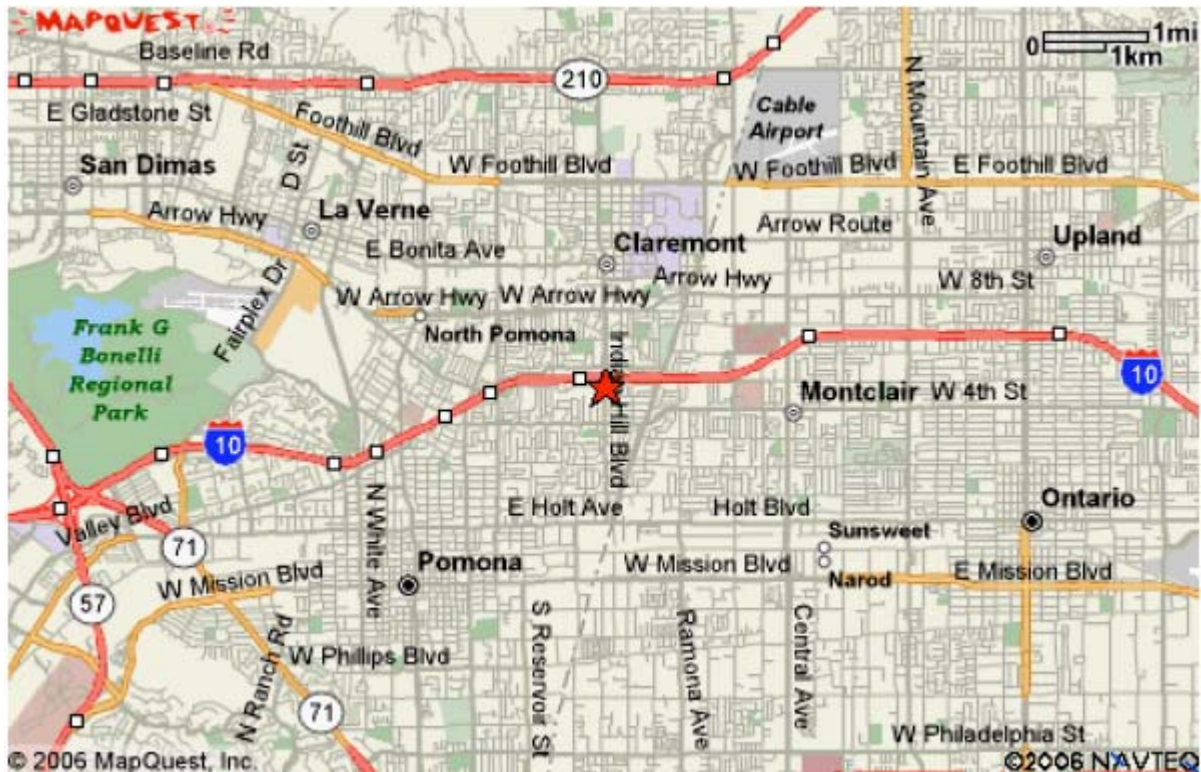 MAPQUEST
0 1mi
1km
Baseline Rd
210
E Gladstone St
Foothill Blvd
N Mountain Ave
Cable
Airport
San Dimas
D St
W Foothill Blvd
W Foothill Blvd
E Foothill Blvd
Arrow Hwy
La Verne
Arrow Route
E Bonita Ave
Claremont
Upland
Arrow Hwy
W 8th St
Fairplex Dr
W Arrow Hwy
W Arrow Hwy
North Pomona
Frank G
Bonelli
Regional
Park
Indian Hill Blvd
10
Montclair
W 4th St
10
N White Ave
E Holt Ave
Holt Blvd
Ontario
Valley Blvd
71
Sunsweet
Pomona
W Mission Blvd
W Mission Blvd
Narod
E Mission Blvd
57
S Reservoir St
Ramona Ave
Central Ave
N Ranch Rd
W Phillips Blvd
71
W Philadelphia St
© 2006 MapQuest, Inc.
©2006 NAVTEQ